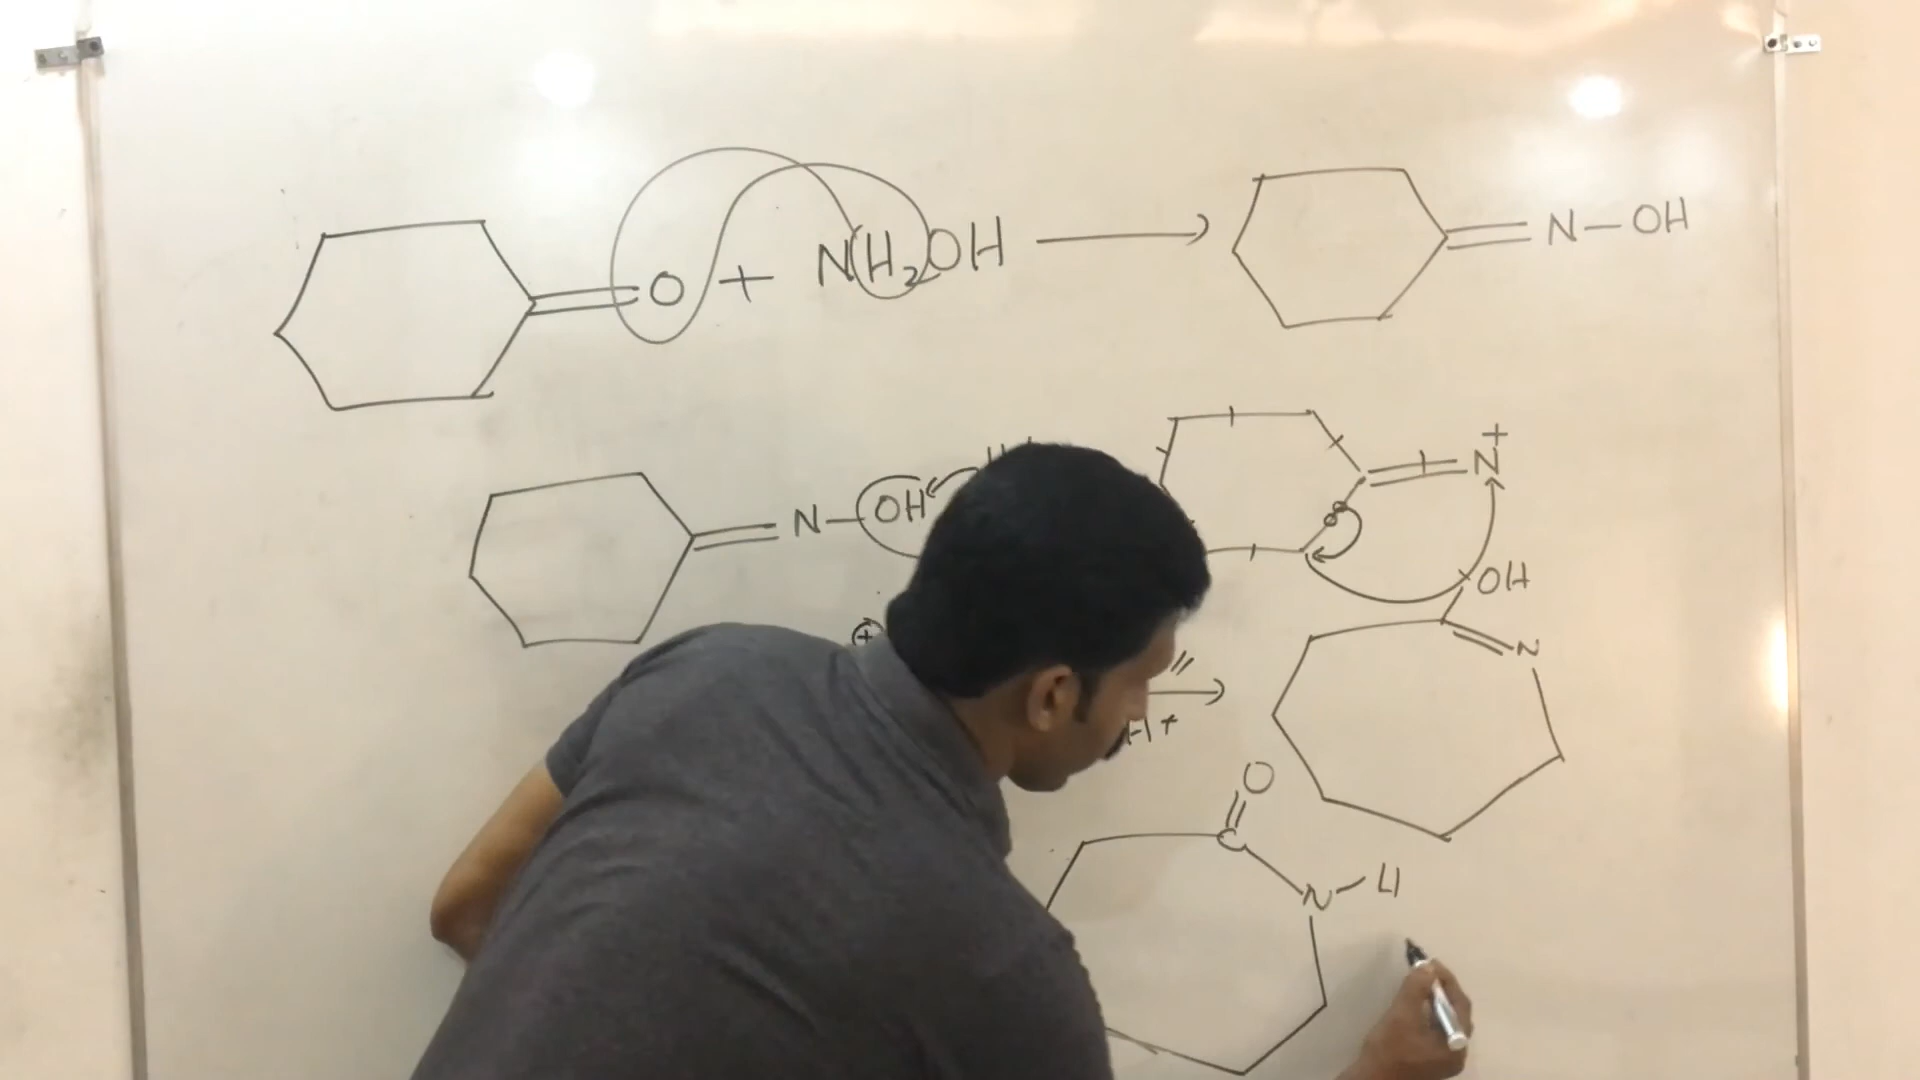 O + NH₂OH ⟶ N—OH
N—OH
N+
OH
+
N
H+
O
C
N—H